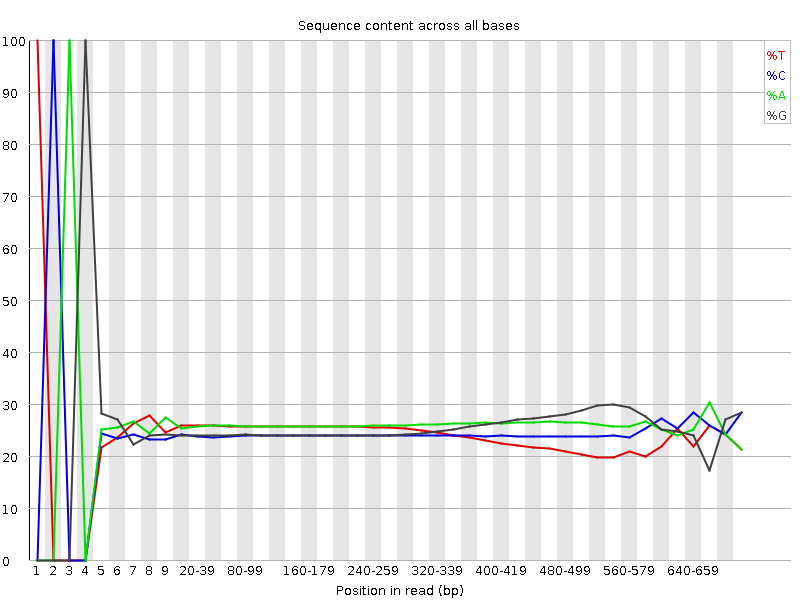 Sequence content across all bases
%T
%C
%A
%G
100
90
80
70
60
50
40
30
20
10
0
1 2 3 4 5 6 7 8 9 20-39 80-99 160-179 240-259 320-339 400-419 480-499 560-579 640-659
Position in read (bp)